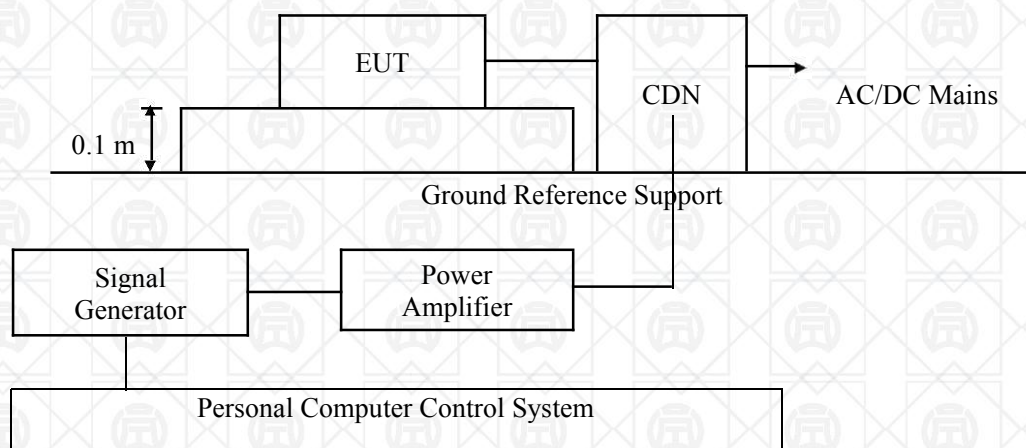 EUT
CDN
AC/DC Mains
0.1 m
Ground Reference Support
Signal
Generator
Power
Amplifier
Personal Computer Control System